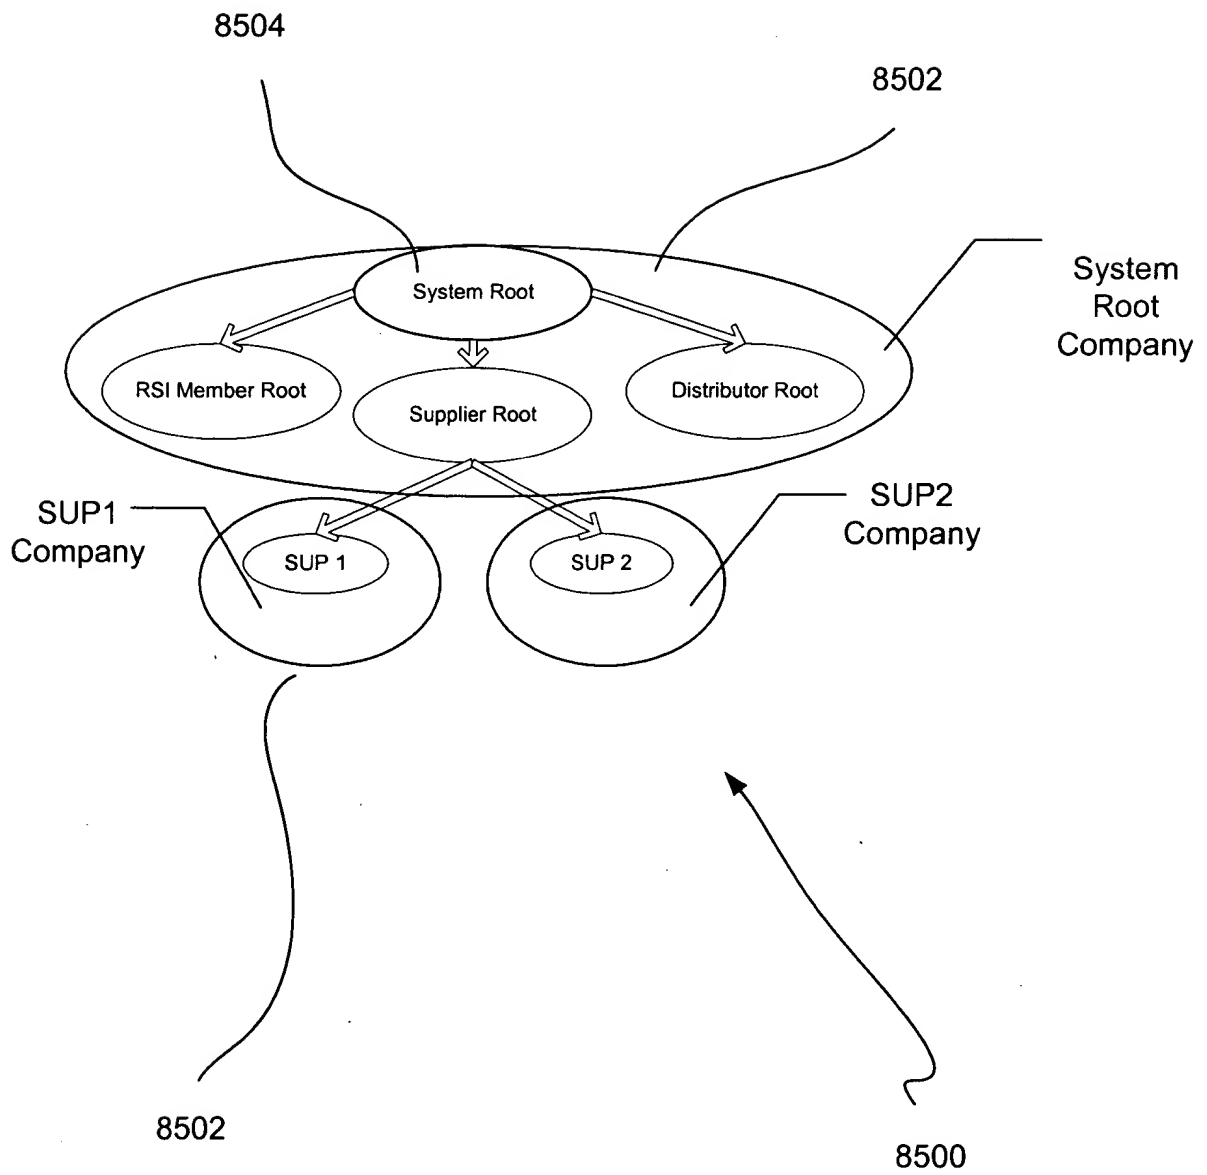 8504
8502
System Root
System
Root
Company
RSI Member Root
Supplier Root
Distributor Root
SUP1
Company
SUP2
Company
SUP 1
SUP 2
8502
8500